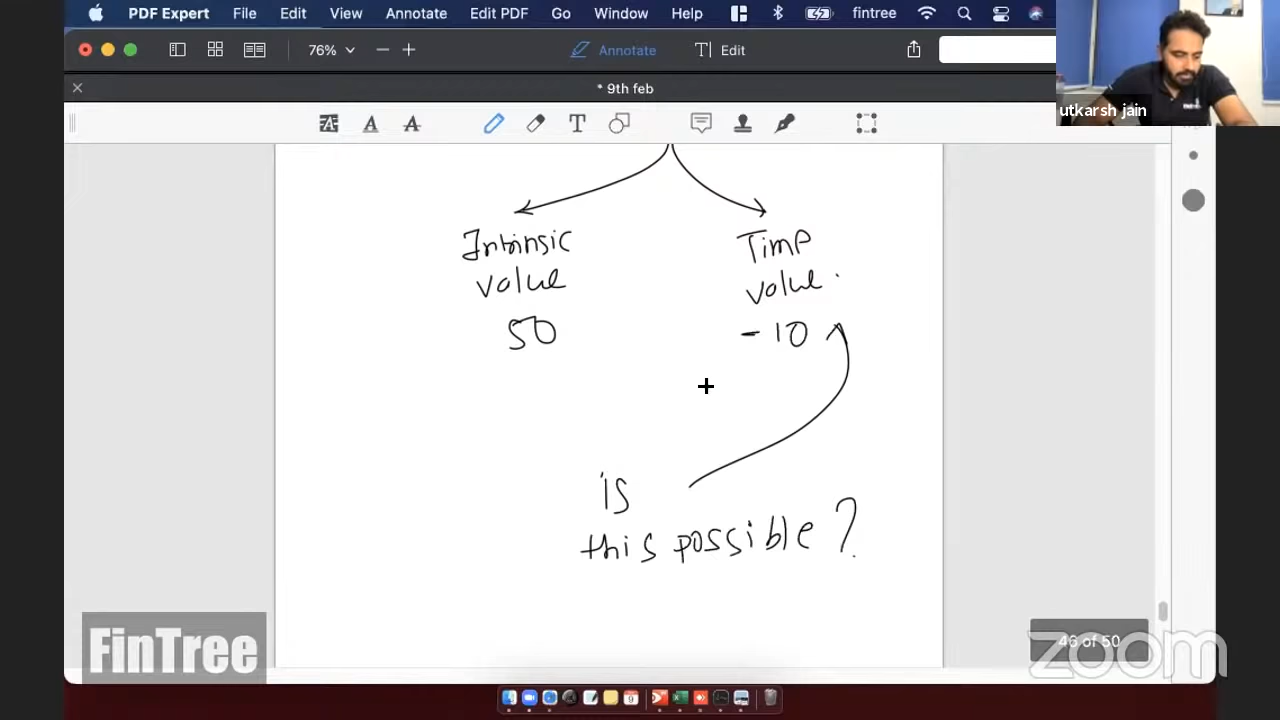 PDF Expert File Edit View Annotate Edit PDF Go Window Help fintree
76% Annotate T Edit
* 9th feb
utkarsh jain
A A A T
Intrinsic Time
value value.
50 - 10
is
this possible?
FinTree
46 of 50
zoom